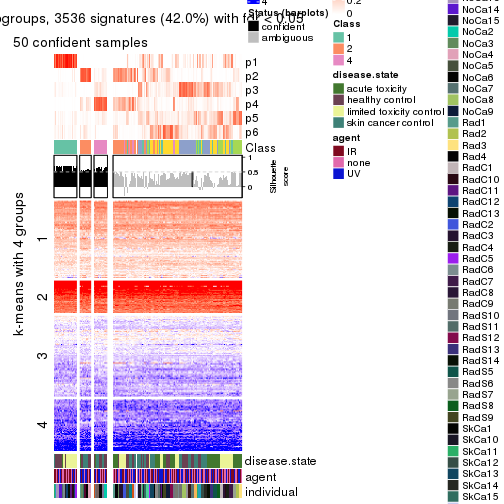 groups, 3536 signatures (42.0%) with fdr < 0.05
50 confident samples
p1
p2
p3
p4
p5
p6
Class
1
0.5
0
Silhouette
score
k-means with 4 groups
1
2
3
4
disease.state
agent
individual
4
Status (barplots)
confident
ambiguous
0.2
0
Class
1
2
4
disease.state
acute toxicity
healthy control
limited toxicity control
skin cancer control
agent
IR
none
UV
NoCa14
NoCa15
NoCa2
NoCa3
NoCa4
NoCa5
NoCa6
NoCa7
NoCa8
NoCa9
Rad1
Rad2
Rad3
Rad4
RadC1
RadC10
RadC11
RadC12
RadC13
RadC2
RadC3
RadC4
RadC5
RadC6
RadC7
RadC8
RadC9
RadS10
RadS11
RadS12
RadS13
RadS14
RadS5
RadS6
RadS7
RadS8
RadS9
SkCa1
SkCa10
SkCa11
SkCa12
SkCa13
SkCa14
SkCa15